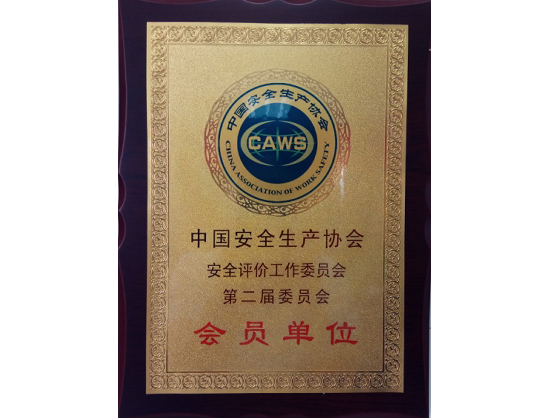 中国安全生产协会
CAWS
CHINA ASSOCIATION OF WORK SAFETY
中国安全生产协会
安全评价工作委员会
第二届委员会
会员单位